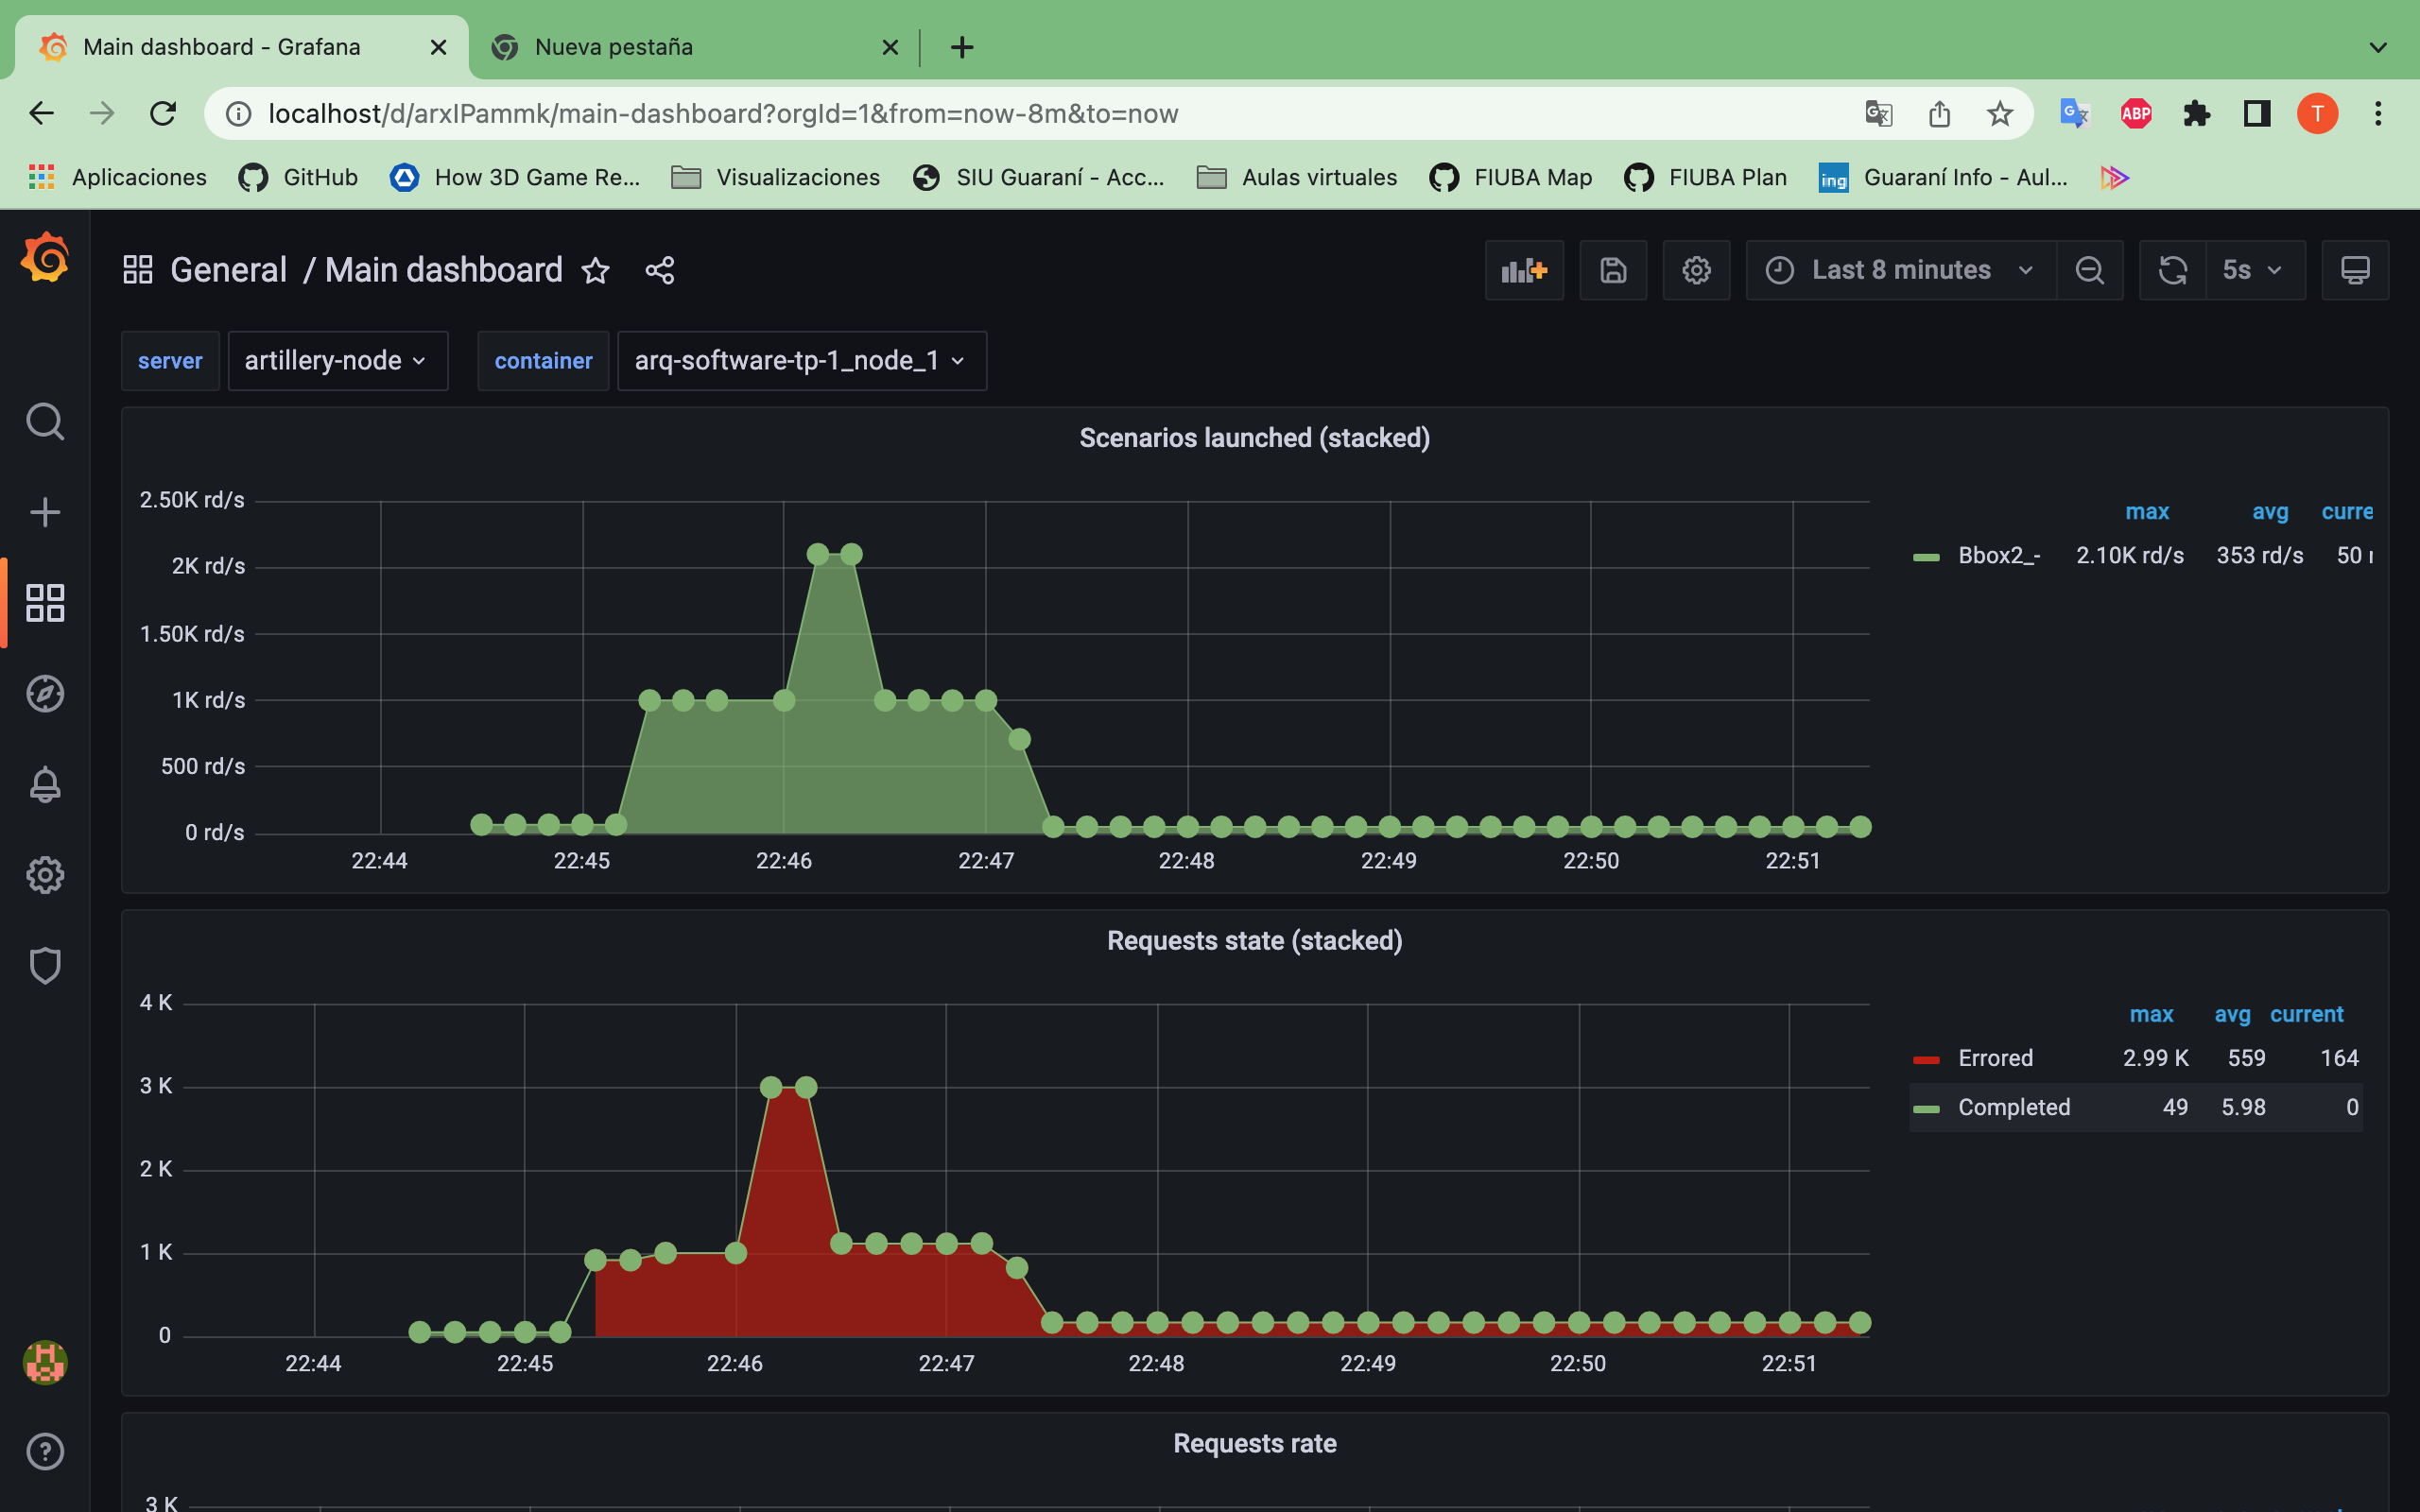 Main dashboard - Grafana
Nueva pestaña
localhost/d/arxIPammk/main-dashboard?orgId=1&from=now-8m&to=now
ABP
T
Aplicaciones
GitHub
How 3D Game Re...
Visualizaciones
SIU Guaraní - Acc...
Aulas virtuales
FIUBA Map
FIUBA Plan
ing
Guaraní Info - Aul...
General / Main dashboard
Last 8 minutes
5s
server
artillery-node
container
arq-software-tp-1_node_1
Scenarios launched (stacked)
2.50K rd/s
2K rd/s
1.50K rd/s
1K rd/s
500 rd/s
0 rd/s
22:44 22:45 22:46 22:47 22:48 22:49 22:50 22:51
max avg curre
Bbox2_- 2.10K rd/s 353 rd/s 50
Requests state (stacked)
4 K
3 K
2 K
1 K
0
22:44 22:45 22:46 22:47 22:48 22:49 22:50 22:51
max avg current
Errored 2.99 K 559 164
Completed 49 5.98 0
Requests rate
3 K